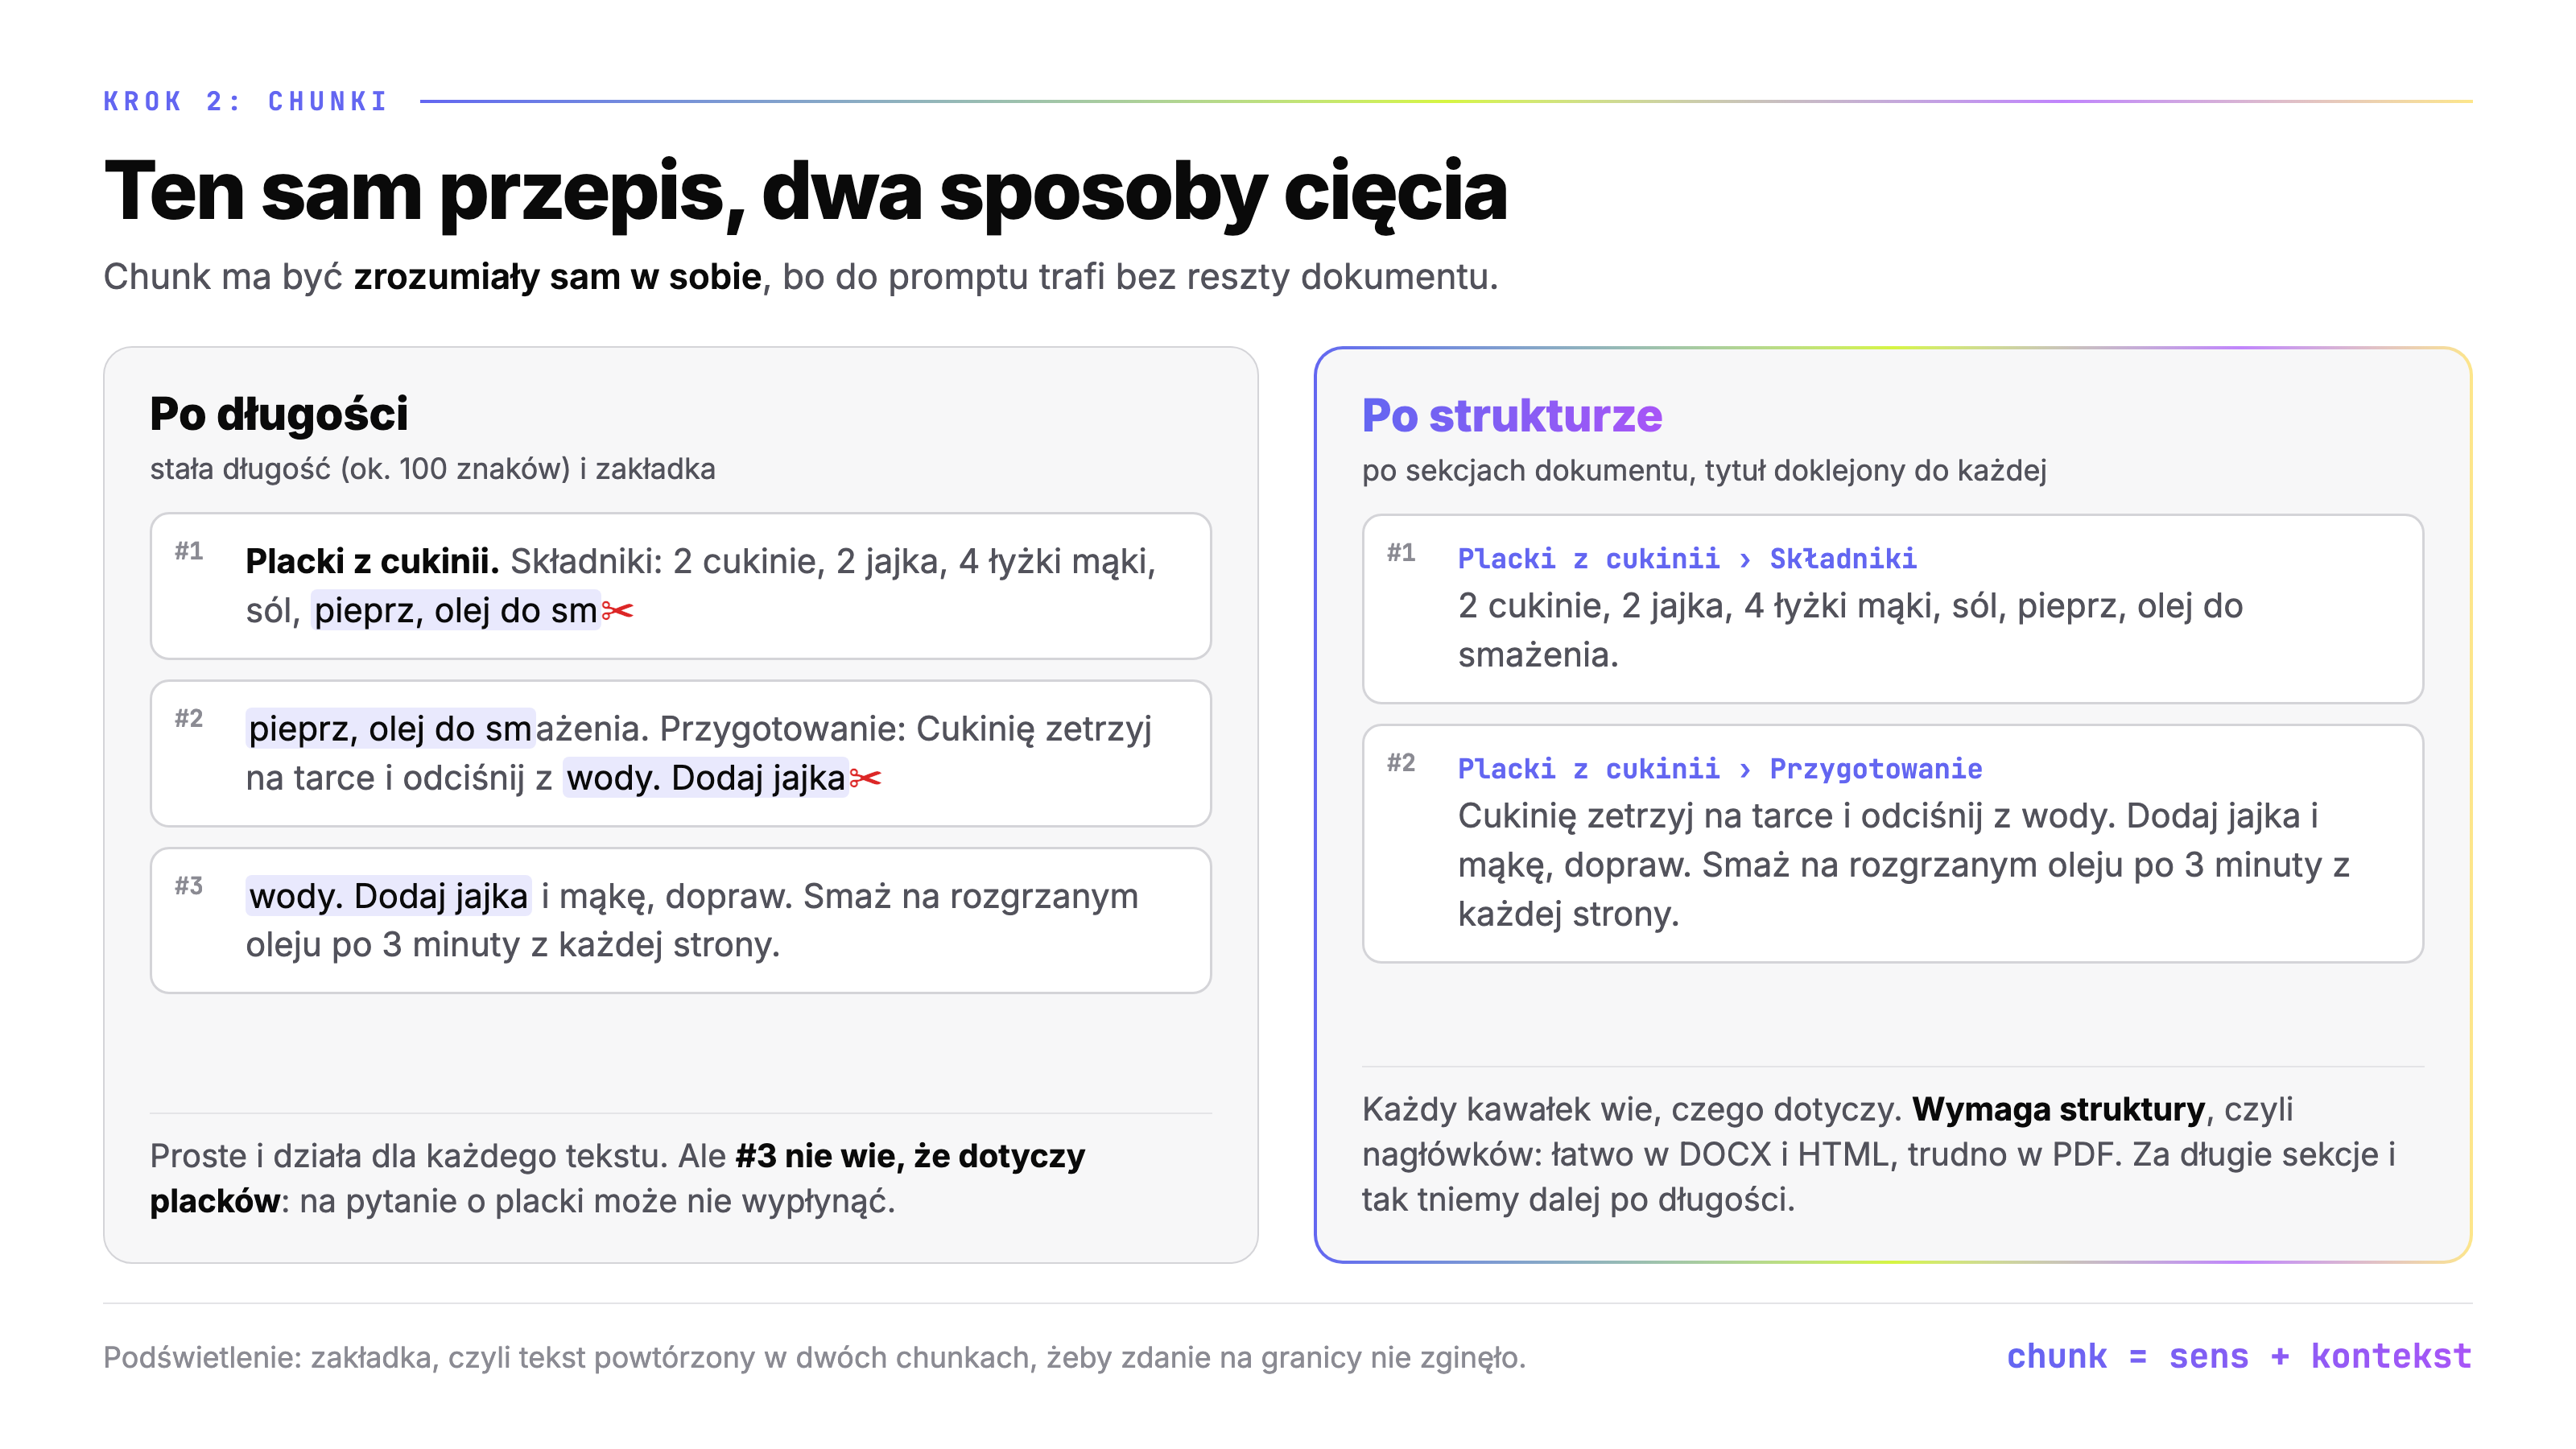 KROK 2: CHUNKI
Ten sam przepis, dwa sposoby cięcia
Chunk ma być zrozumiały sam w sobie, bo do promptu trafi bez reszty dokumentu.
Po długości
stała długość (ok. 100 znaków) i zakładka
#1
Placki z cukinii. Składniki: 2 cukinie, 2 jajka, 4 łyżki mąki,
sól, pieprz, olej do sm✂
#2
pieprz, olej do smażenia. Przygotowanie: Cukinię zetrzyj
na tarce i odciśnij z wody. Dodaj jajka✂
#3
wody. Dodaj jajka i mąkę, dopraw. Smaż na rozgrzanym
oleju po 3 minuty z każdej strony.
Proste i działa dla każdego tekstu. Ale #3 nie wie, że dotyczy
placków: na pytanie o placki może nie wypłynąć.
Po strukturze
po sekcjach dokumentu, tytuł doklejony do każdej
#1
Placki z cukinii › Składniki
2 cukinie, 2 jajka, 4 łyżki mąki, sól, pieprz, olej do
smażenia.
#2
Placki z cukinii › Przygotowanie
Cukinię zetrzyj na tarce i odciśnij z wody. Dodaj jajka i
mąkę, dopraw. Smaż na rozgrzanym oleju po 3 minuty z
każdej strony.
Każdy kawałek wie, czego dotyczy. Wymaga struktury, czyli
nagłówków: łatwo w DOCX i HTML, trudno w PDF. Za długie sekcje i
tak tniemy dalej po długości.
Podświetlenie: zakładka, czyli tekst powtórzony w dwóch chunkach, żeby zdanie na granicy nie zginęło.
chunk = sens + kontekst